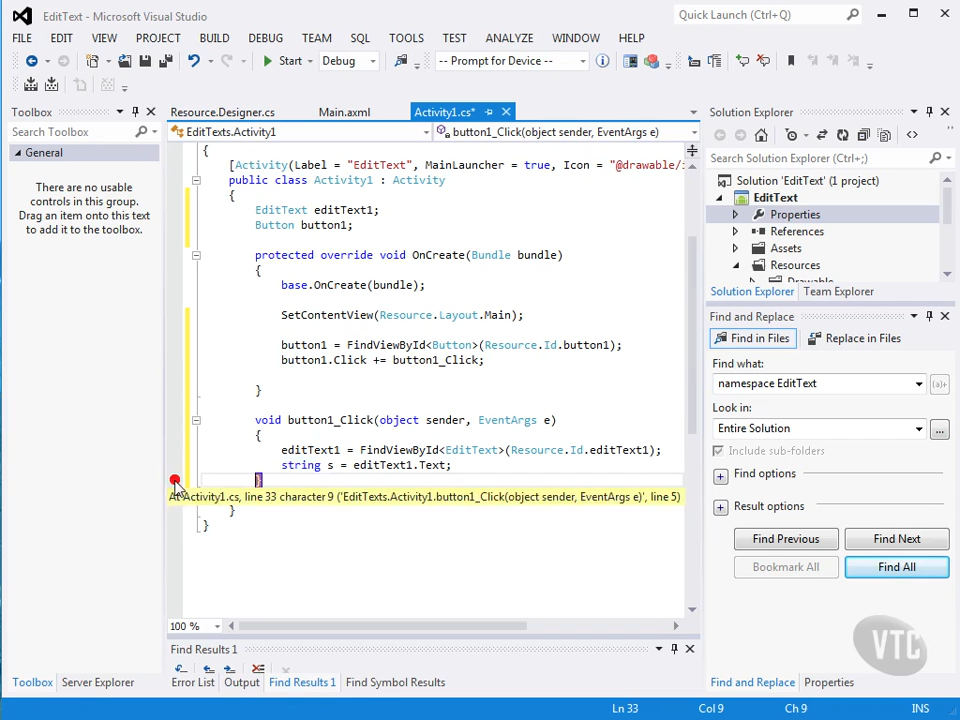 EditText - Microsoft Visual Studio
Quick Launch (Ctrl+;)
FILE EDIT VIEW PROJECT BUILD DEBUG TEAM SQL TOOLS TEST ANALYZE WINDOW HELP
Start Debug -- Prompt for Device --
Toolbox
Search Toolbox
General
There are no usable
controls in this group.
Drag an item onto this text
to add it to the toolbox.
Resource.Designer.cs Main.axml Activity1.cs*
EditTexts.Activity1 button1_Click(object sender, EventArgs e)
{
[Activity(Label = "EditText", MainLauncher = true, Icon = "@drawable/i
public class Activity1 : Activity
{
EditText editText1;
Button button1;
protected override void OnCreate(Bundle bundle)
{
base.OnCreate(bundle);
SetContentView(Resource.Layout.Main);
button1 = FindViewById<Button>(Resource.Id.button1);
button1.Click += button1_Click;
}
void button1_Click(object sender, EventArgs e)
{
editText1 = FindViewById<EditText>(Resource.Id.editText1);
string s = editText1.Text;
}
At Activity1.cs, line 33 character 9 ('EditTexts.Activity1.button1_Click(object sender, EventArgs e)', line 5)
}
}
100 %
Find Results 1
Toolbox Server Explorer
Error List Output Find Results 1 Find Symbol Results
Solution Explorer
Search Solution Explorer (Ctrl+;)
Solution 'EditText' (1 project)
EditText
Properties
References
Assets
Resources
Drawable
Solution Explorer Team Explorer
Find and Replace
Find in Files Replace in Files
Find what:
namespace EditText
Look in:
Entire Solution
...
Include sub-folders
Find options
Result options
Find Previous Find Next
Bookmark All Find All
VTC
Find and Replace Properties
Ln 33 Col 9 Ch 9 INS